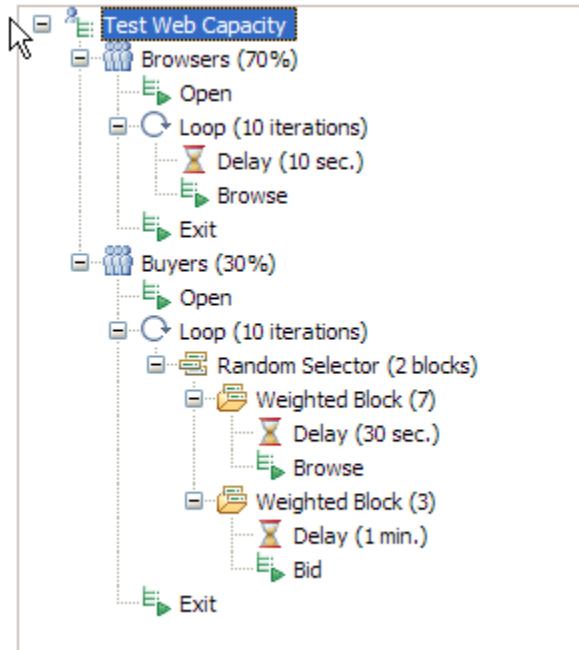 Test Web Capacity
Browsers (70%)
Open
Loop (10 iterations)
Delay (10 sec.)
Browse
Exit
Buyers (30%)
Open
Loop (10 iterations)
Random Selector (2 blocks)
Weighted Block (7)
Delay (30 sec.)
Browse
Weighted Block (3)
Delay (1 min.)
Bid
Exit